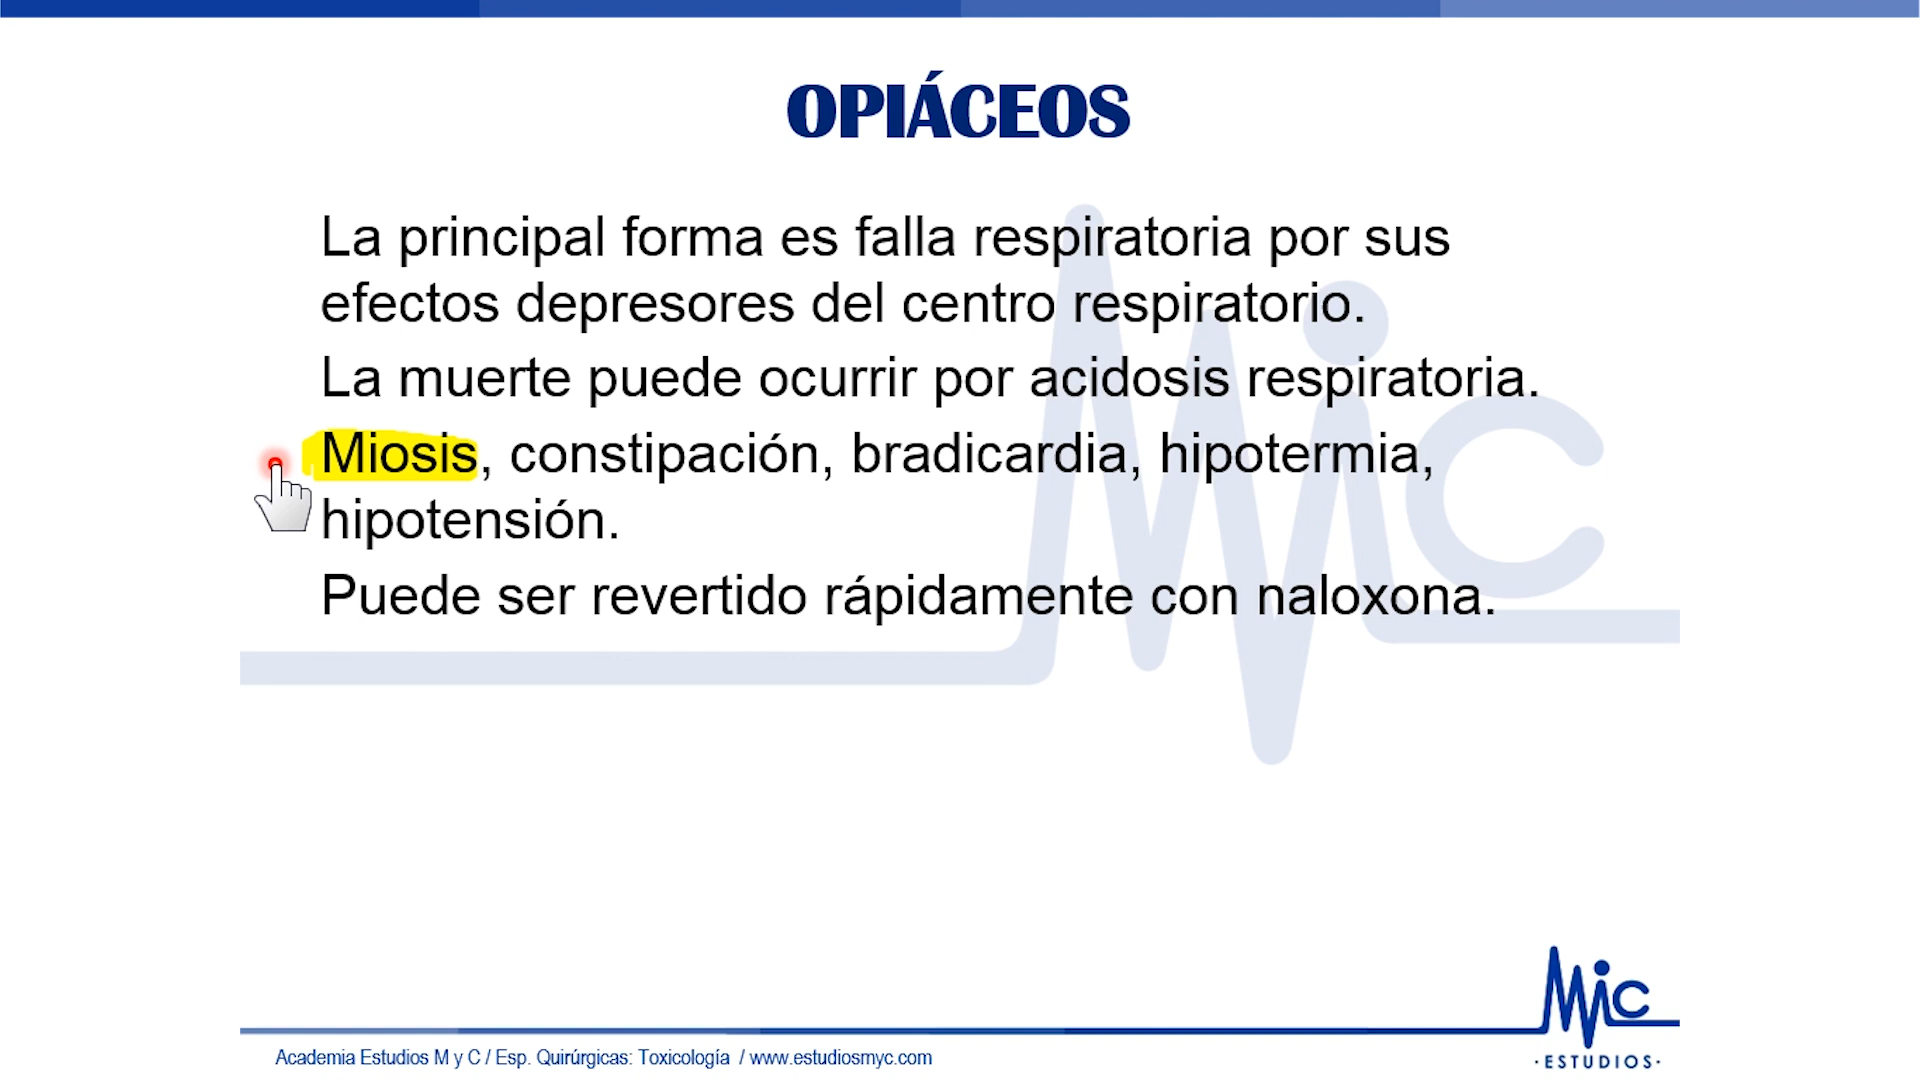 OPIÁCEOS
La principal forma es falla respiratoria por sus
efectos depresores del centro respiratorio.
La muerte puede ocurrir por acidosis respiratoria.
Miosis, constipación, bradicardia, hipotermia,
hipotensión.
Puede ser revertido rápidamente con naloxona.
MiC
MiC
·ESTUDIOS·
Academia Estudios M y C / Esp. Quirúrgicas: Toxicología / www.estudiosmyc.com